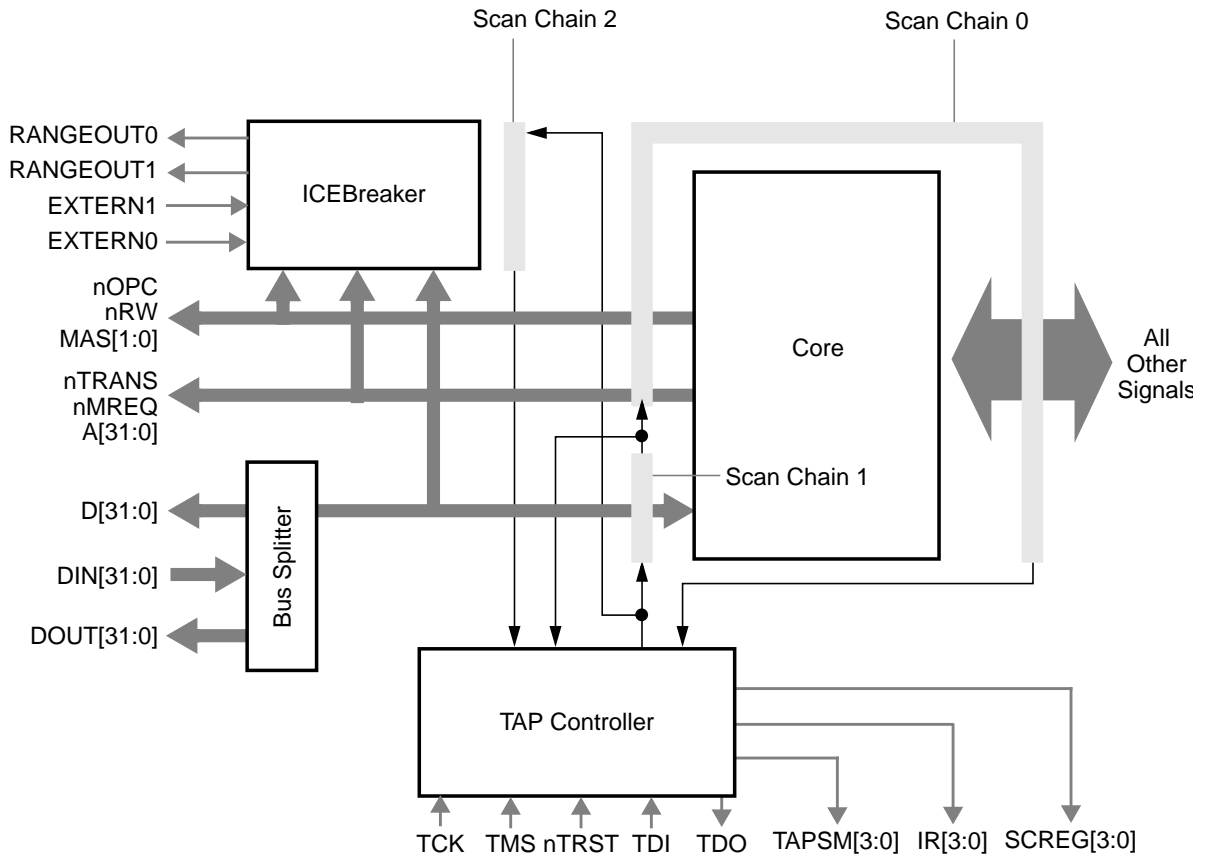 Scan Chain 2
Scan Chain 0
RANGEOUT0
RANGEOUT1
EXTERN1
EXTERN0
ICEBreaker
nOPC
nRW
MAS[1:0]
nTRANS
nMREQ
A[31:0]
Core
All
Other
Signals
Scan Chain 1
D[31:0]
DIN[31:0]
DOUT[31:0]
Bus Splitter
TAP Controller
TCK
TMS
nTRST
TDI
TDO
TAPSM[3:0]
IR[3:0]
SCREG[3:0]